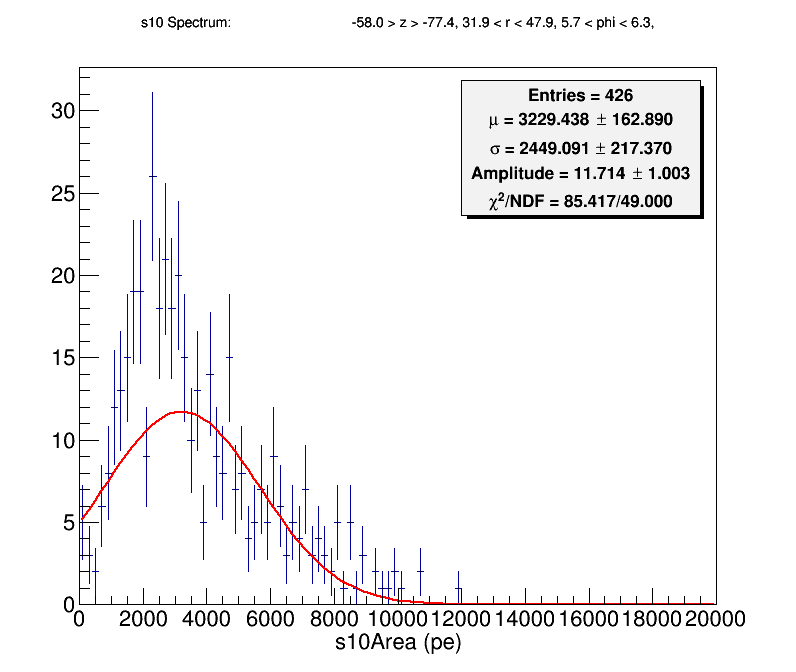 s10 Spectrum: -58.0 > z > -77.4, 31.9 < r < 47.9, 5.7 < phi < 6.3,
Entries = 426
μ = 3229.438 ± 162.890
σ = 2449.091 ± 217.370
Amplitude = 11.714 ± 1.003
χ²/NDF = 85.417/49.000
30
25
20
15
10
5
0
0 2000 4000 6000 8000 10000 12000 14000 16000 18000 20000
s10Area (pe)